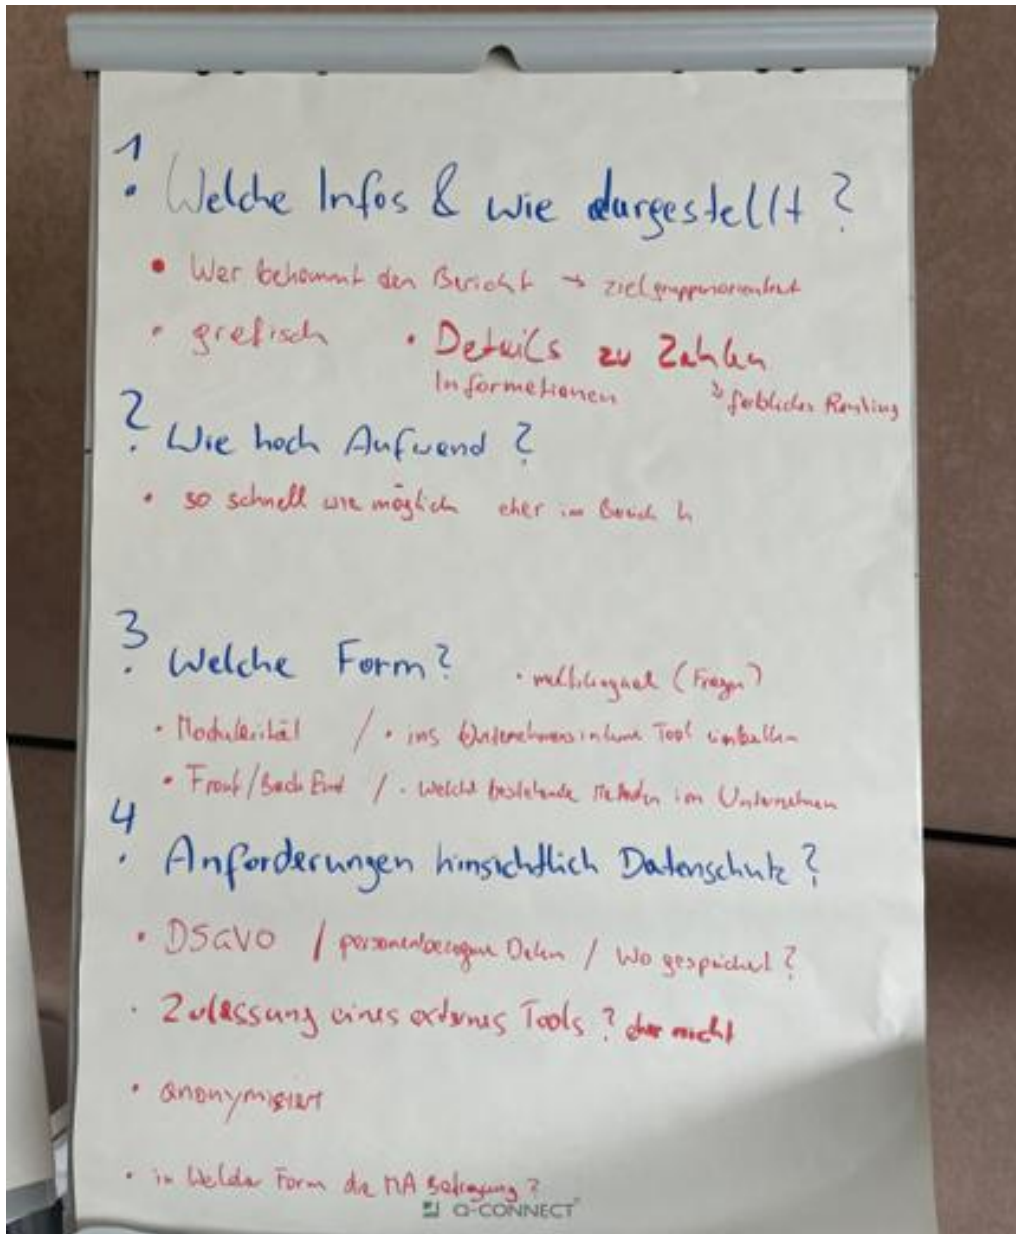 1. Welche Infos & wie dargestellt?
• Wer bekommt den Bericht → zielgruppenorientiert
• grafisch • Details zu Zahlen
Informationen ↳ farbliches Ranking
2. Wie hoch Aufwand?
• so schnell wie möglich eher im Bereich h
3. Welche Form? • multilingual (Fragen)
• Modularität / • ins Unternehmensinterne Tool
• Front/Back End / • Welche bestehende Methoden im Unternehmen
4. Anforderungen hinsichtlich Datenschutz?
• DSGVO / personenbezogene Daten / Wo gespeichert?
• Zulassung eines externes Tools? eher nicht
• anonymisiert
• in Welcher Form die MA Befragung?
Q-CONNECT